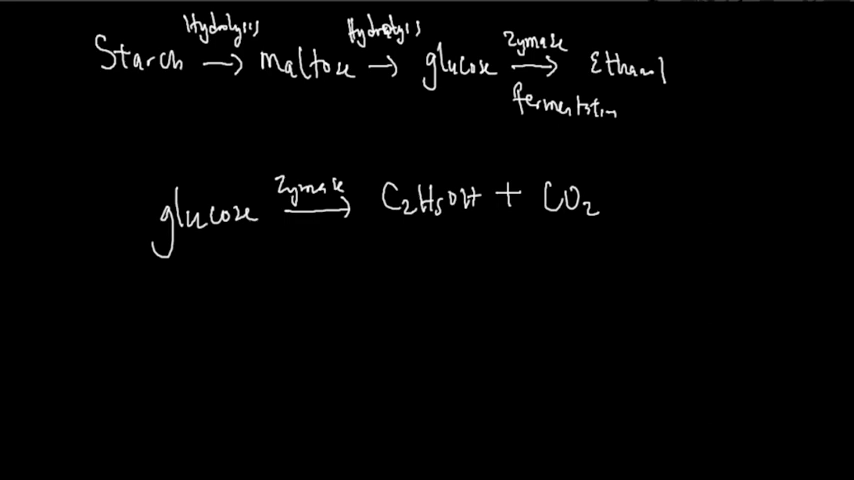 Hydrolysis Hydrolysis Zymase
Starch → maltose → glucose → Ethanol
fermentation
Zymase
glucose → C₂H₅OH + CO₂